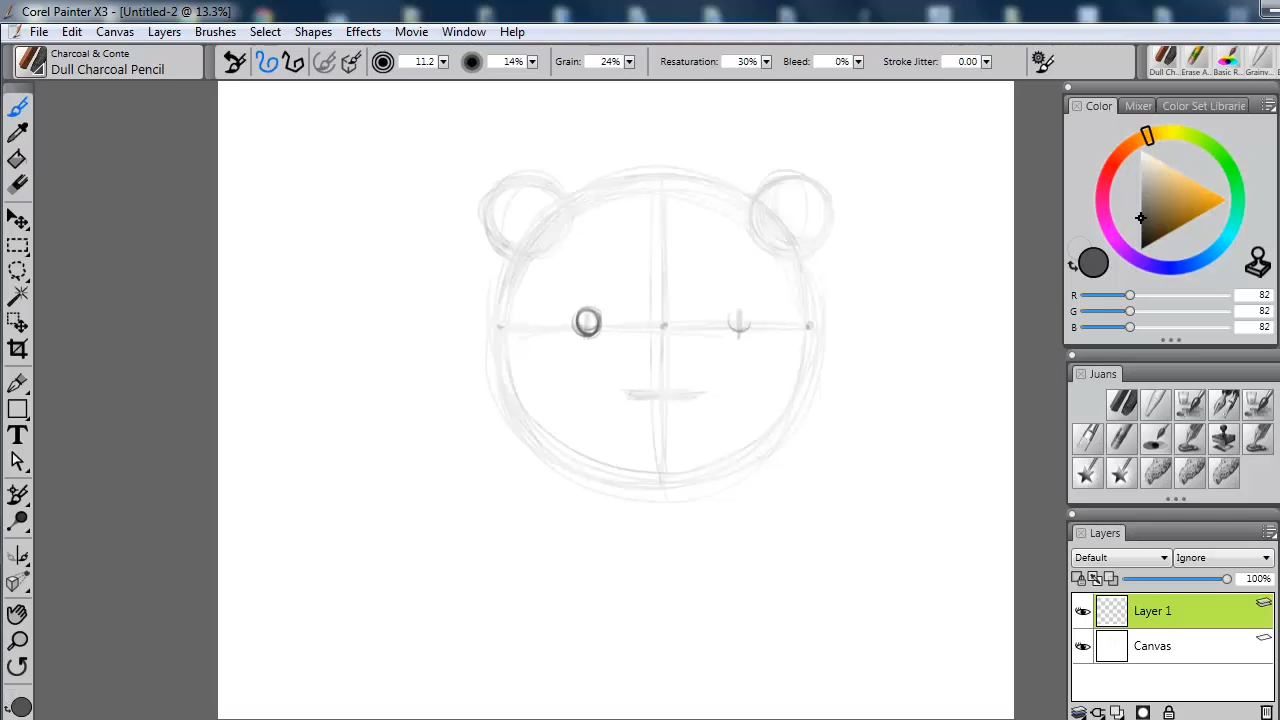 Corel Painter X3 - [Untitled-2 @ 13.3%]
File Edit Canvas Layers Brushes Select Shapes Effects Movie Window Help
Charcoal & Conte
Dull Charcoal Pencil
11.2 14% Grain: 24% Resaturation: 30% Bleed: 0% Stroke Jitter: 0.00
Dull Ch... Erase A... Basic R... Grainv...
Color Mixer Color Set Librarie
R 82
G 82
B 82
Juans
Layers
Default Ignore
100%
Layer 1
Canvas
T